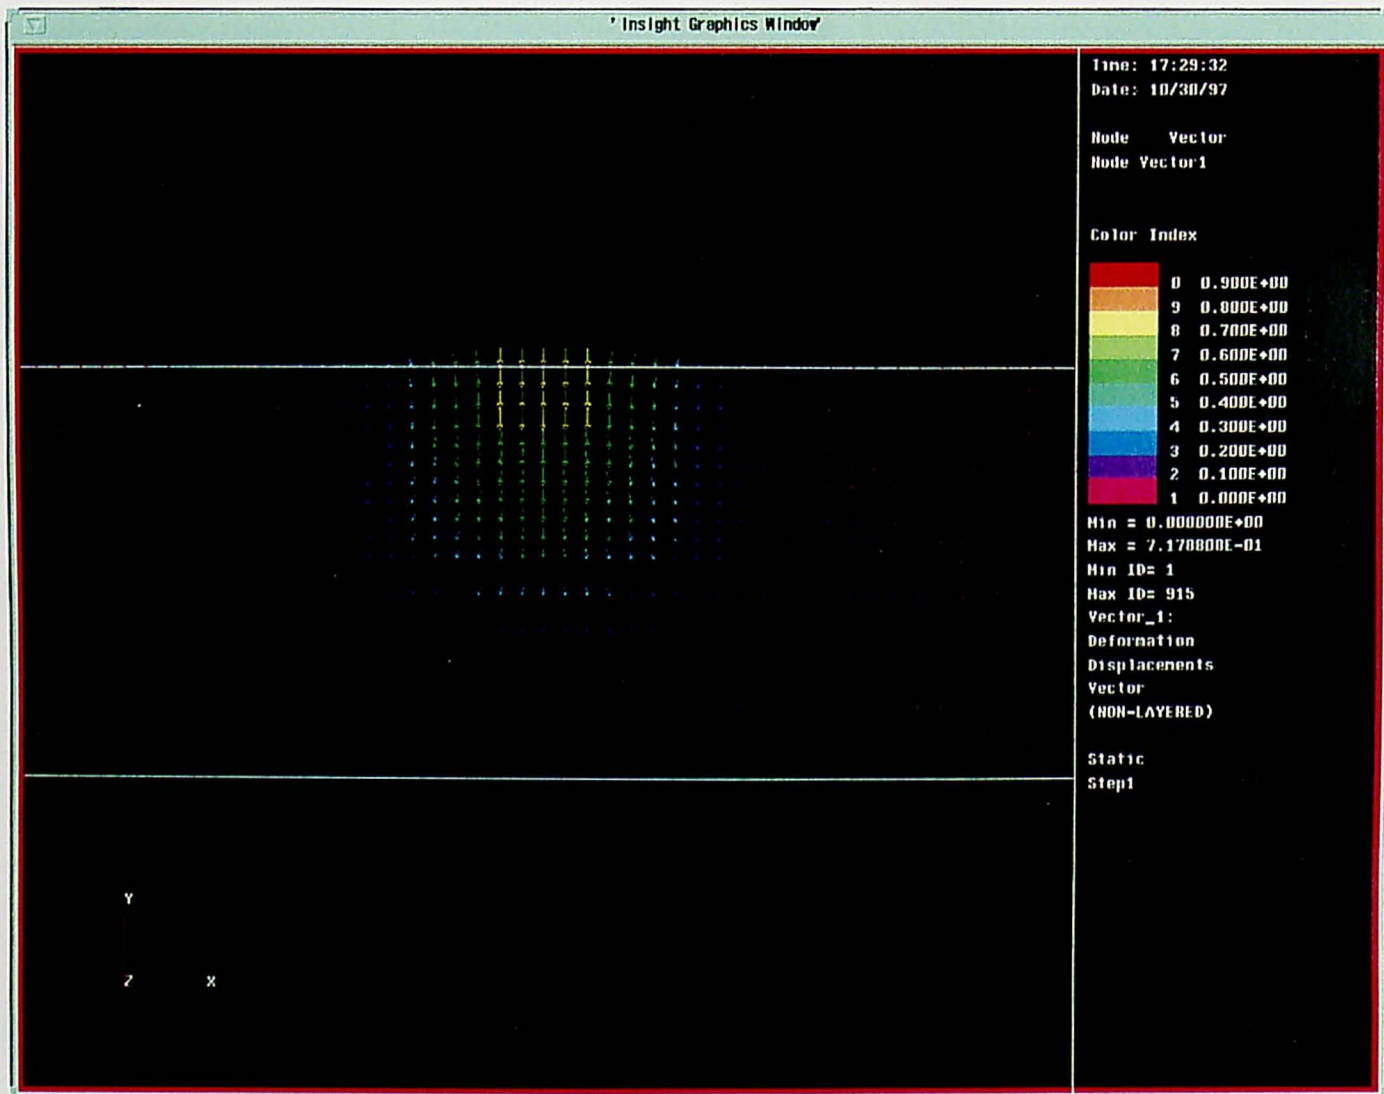 'Insight Graphics Window'
Time: 17:29:32
Date: 10/30/97
Node Vector
Node Vector1
Color Index
0 0.900E+00
9 0.800E+00
8 0.700E+00
7 0.600E+00
6 0.500E+00
5 0.400E+00
4 0.300E+00
3 0.200E+00
2 0.100E+00
1 0.000E+00
Min = 0.000000E+00
Max = 7.170800E-01
Min ID= 1
Max ID= 915
Vector_1:
Deformation
Displacements
Vector
(NON-LAYERED)
Static
Step1
Y
Z X